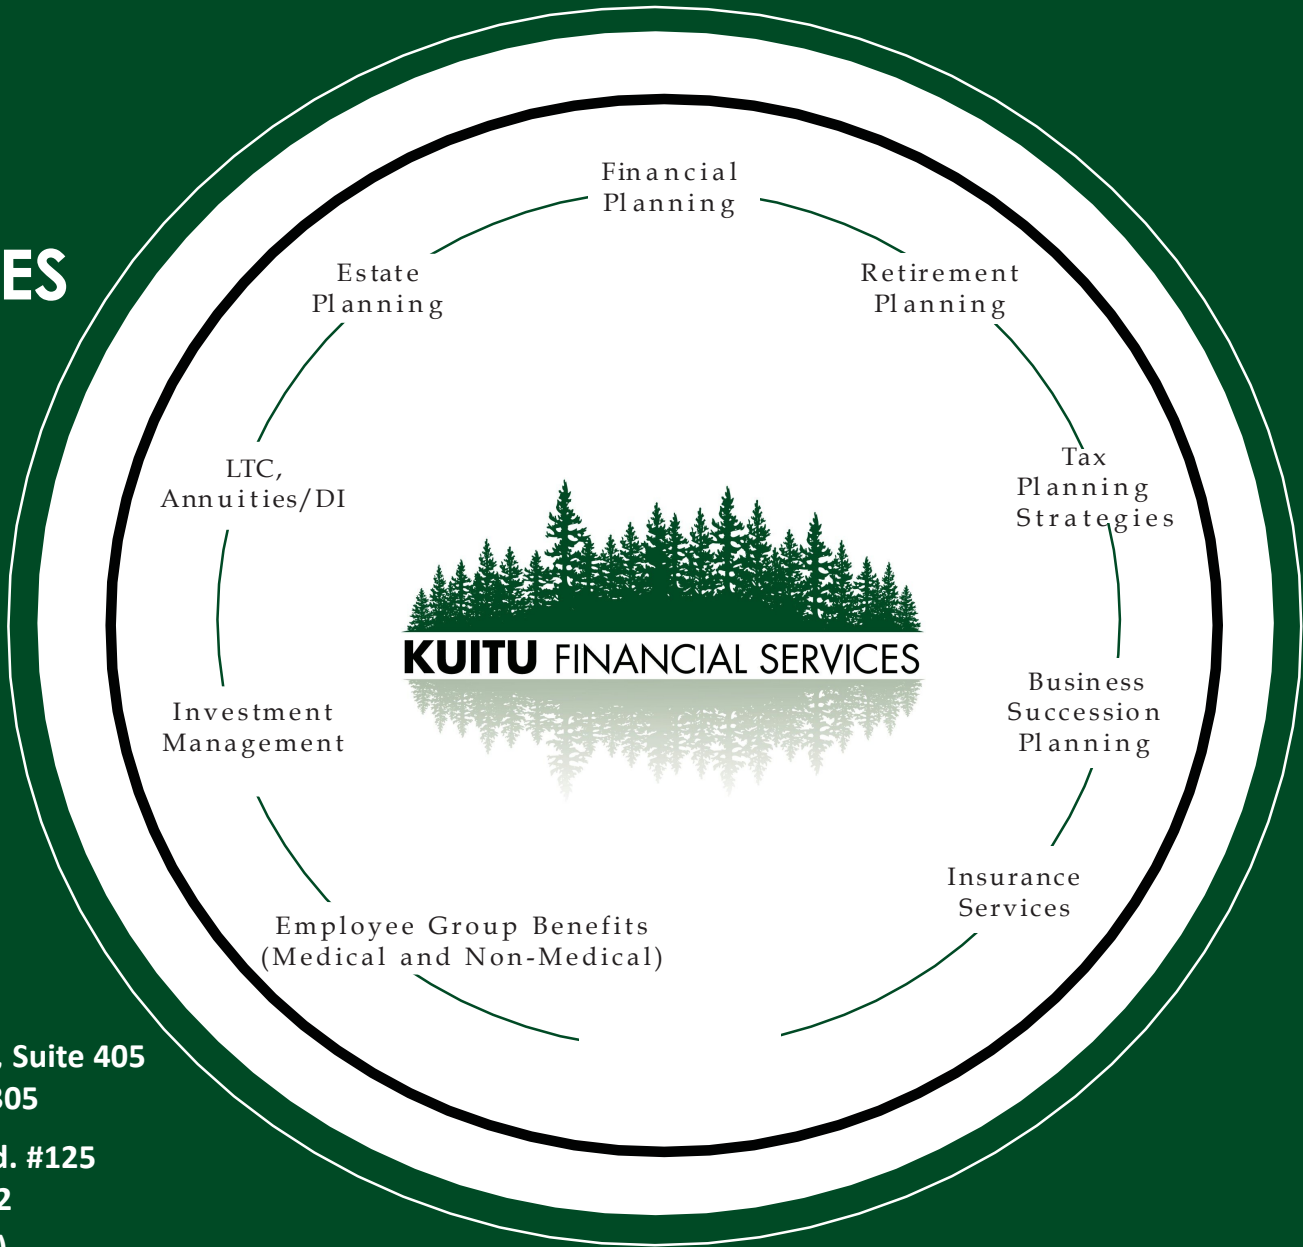 Financial
Planning
ES
Estate
Planning
Retirement
Planning
LTC,
Annuities/DI
Tax
Planning
Strategies
KUITU FINANCIAL SERVICES
Investment
Management
Business
Succession
Planning
Insurance
Services
Employee Group Benefits
(Medical and Non-Medical)
, Suite 405
305
d. #125
2